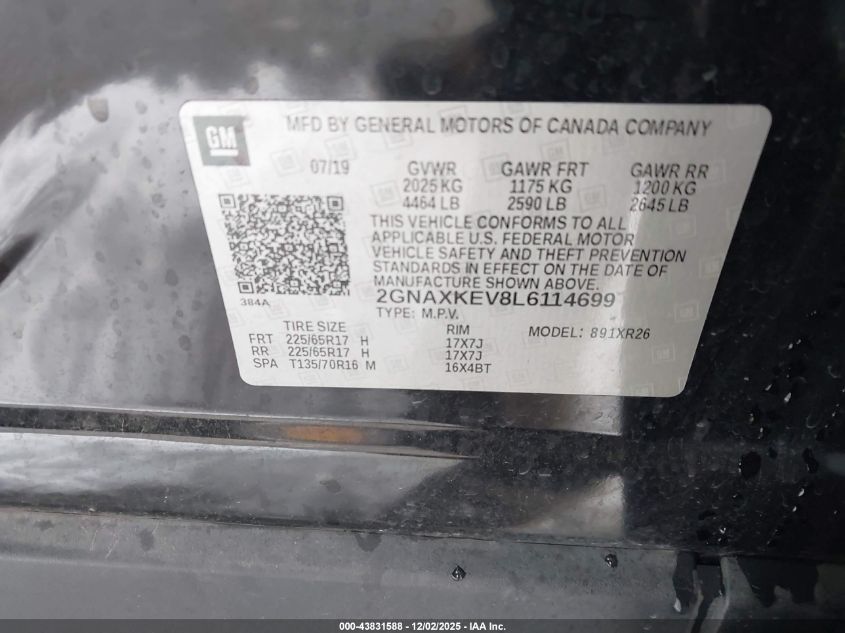 GM
MFD BY GENERAL MOTORS OF CANADA COMPANY
07/19 GVWR GAWR FRT GAWR RR
2025 KG 1175 KG 1200 KG
4464 LB 2590 LB 2645 LB
THIS VEHICLE CONFORMS TO ALL
APPLICABLE U.S. FEDERAL MOTOR
VEHICLE SAFETY AND THEFT PREVENTION
STANDARDS IN EFFECT ON THE DATE OF
MANUFACTURE SHOWN ABOVE.
384A
2GNAXKEV8L6114699
TYPE: M.P.V.
TIRE SIZE RIM MODEL: 891XR26
FRT 225/65R17 H 17X7J
RR 225/65R17 H 17X7J
SPA T135/70R16 M 16X4BT
000-43831588 - 12/02/2025 - IAA Inc.